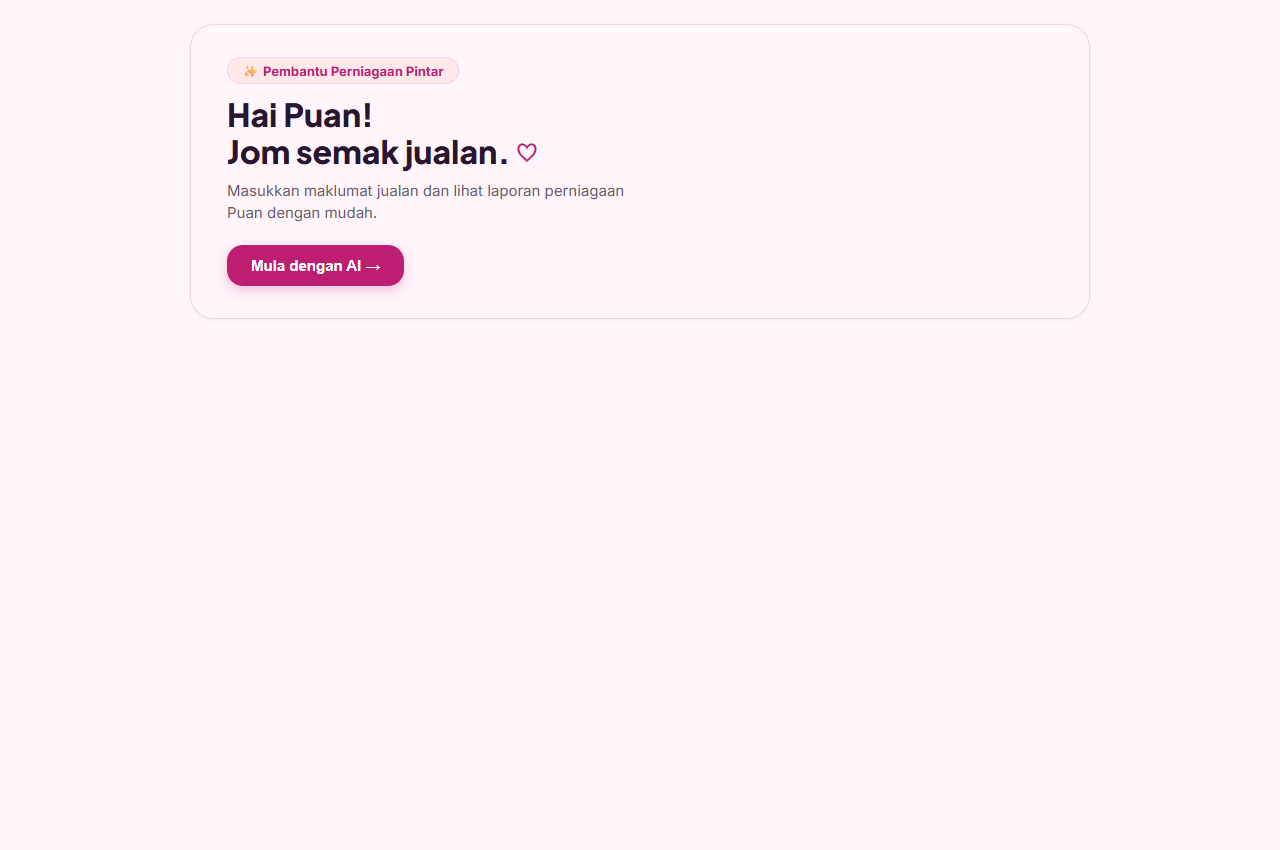 ✨ Pembantu Perniagaan Pintar
Hai Puan!
Jom semak jualan. ♡
Masukkan maklumat jualan dan lihat laporan perniagaan
Puan dengan mudah.
Mula dengan AI →